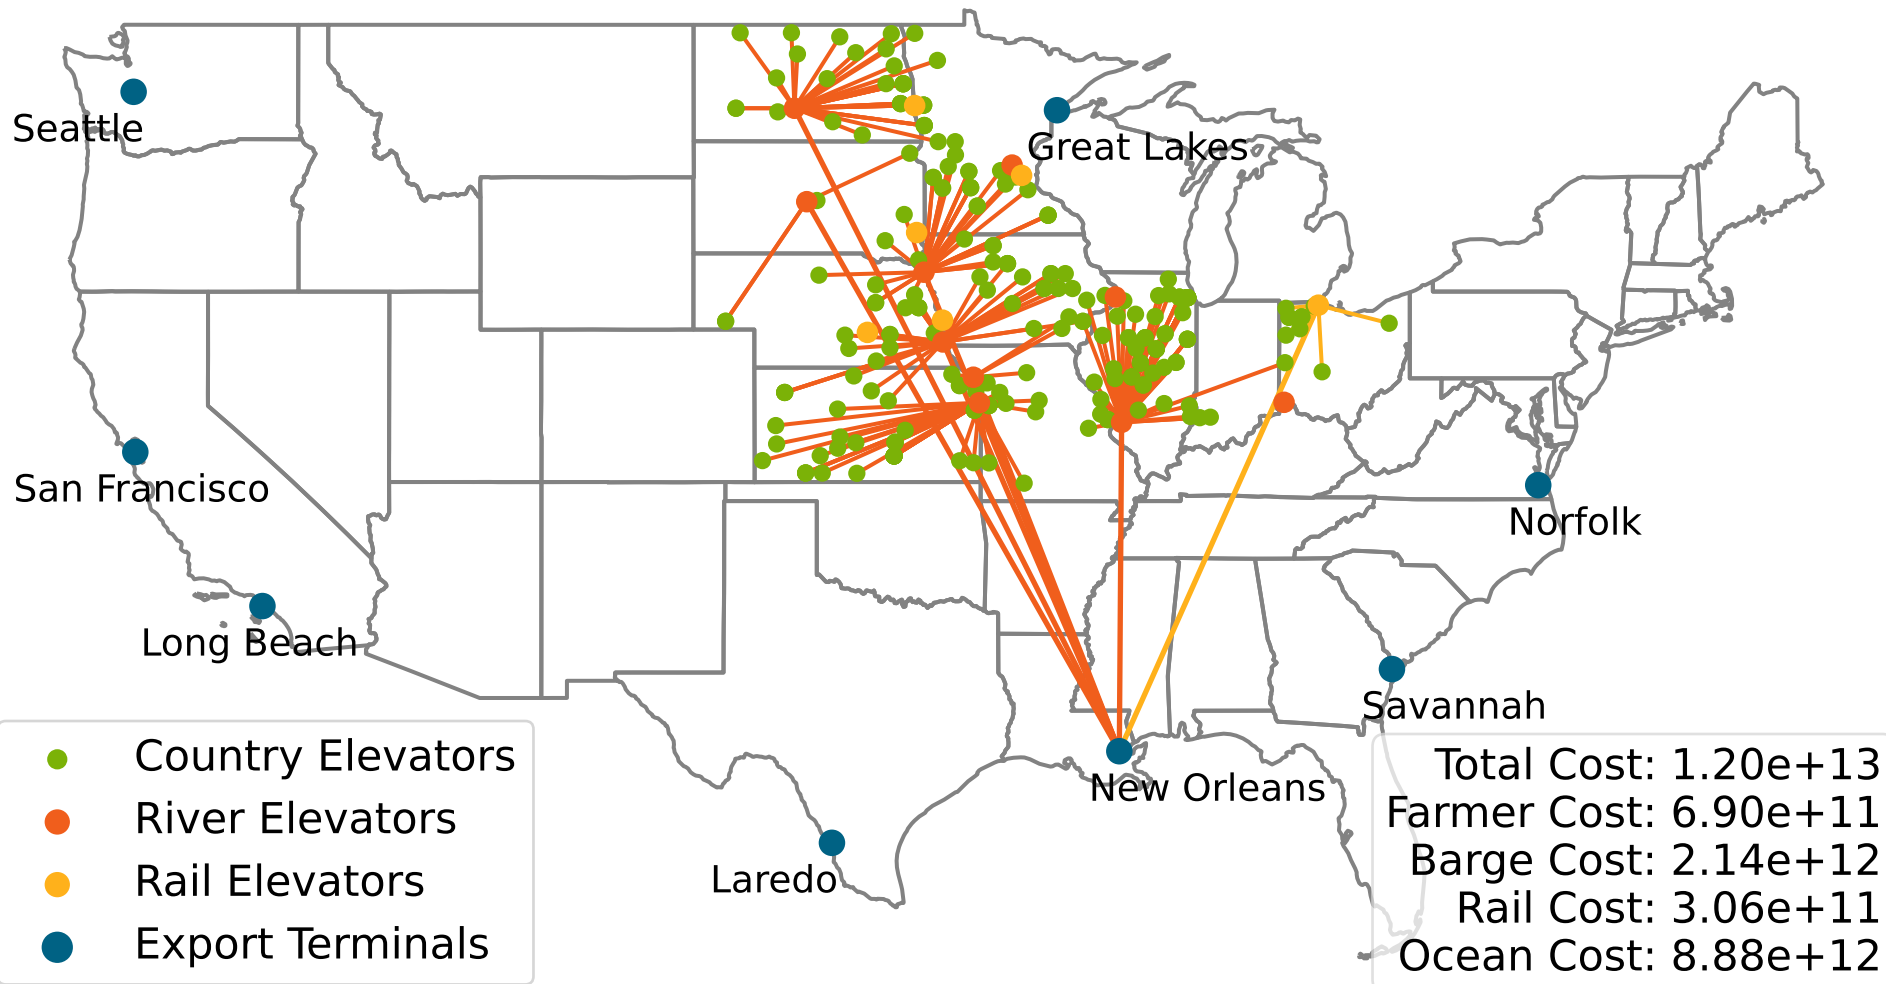 Seattle
Great Lakes
San Francisco
Norfolk
Long Beach
Savannah
New Orleans
Laredo
Country Elevators
River Elevators
Rail Elevators
Export Terminals
Total Cost: 1.20e+13
Farmer Cost: 6.90e+11
Barge Cost: 2.14e+12
Rail Cost: 3.06e+11
Ocean Cost: 8.88e+12